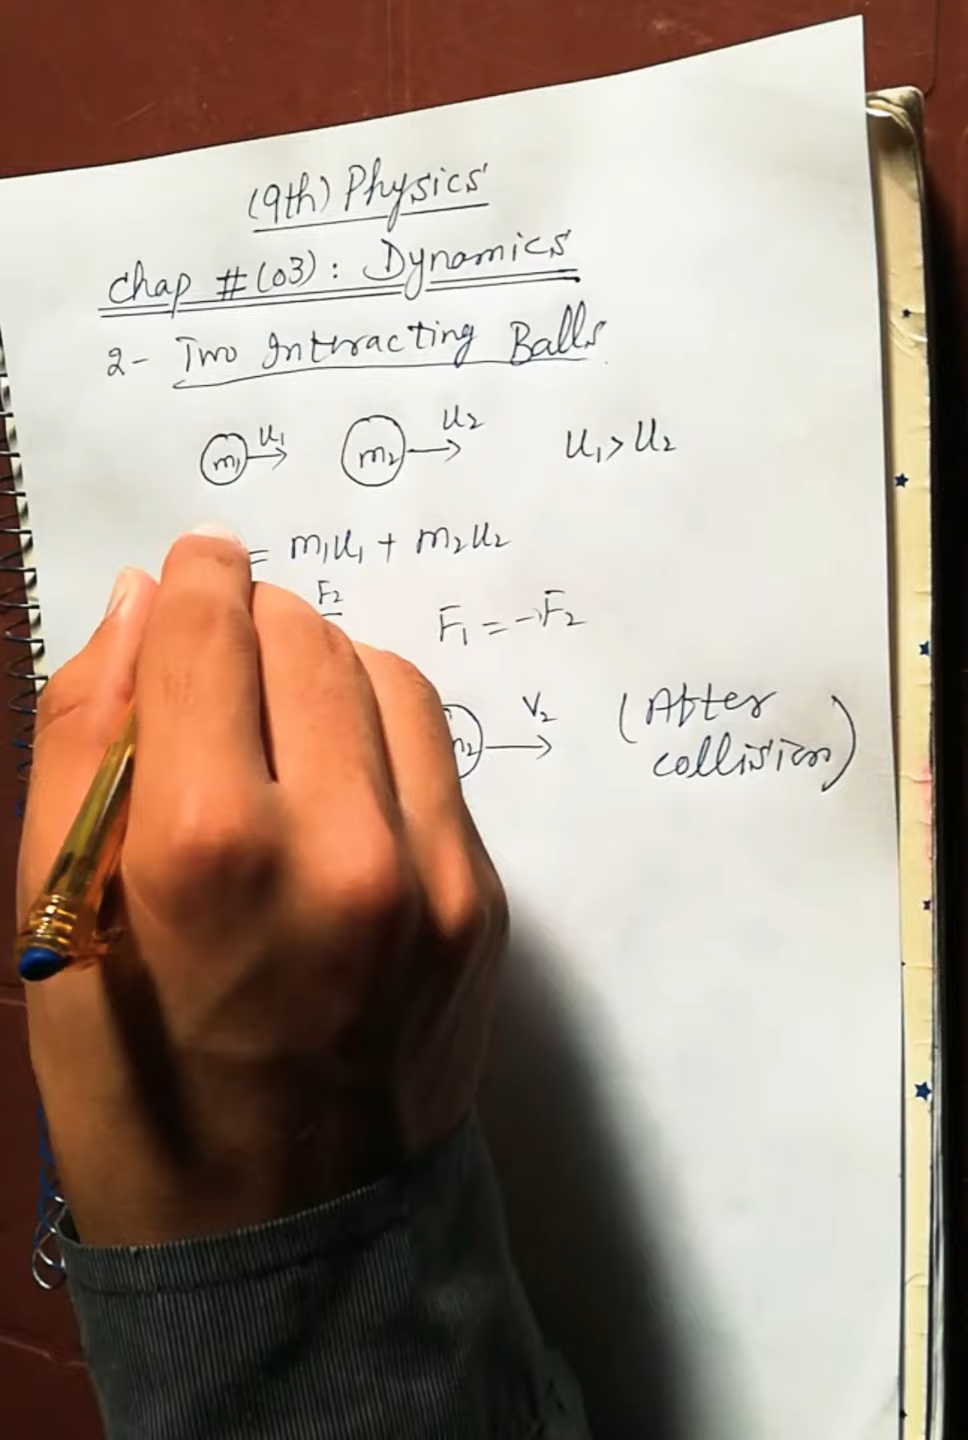 (9th) Physics
Chap # (03): Dynamics
2- Two Interacting Balls.
m₁ u₁ m₂ u₂ u₁ > u₂
= m₁u₁ + m₂u₂
F₂
F₁ = -F₂
m₂ v₂ (After
collision)